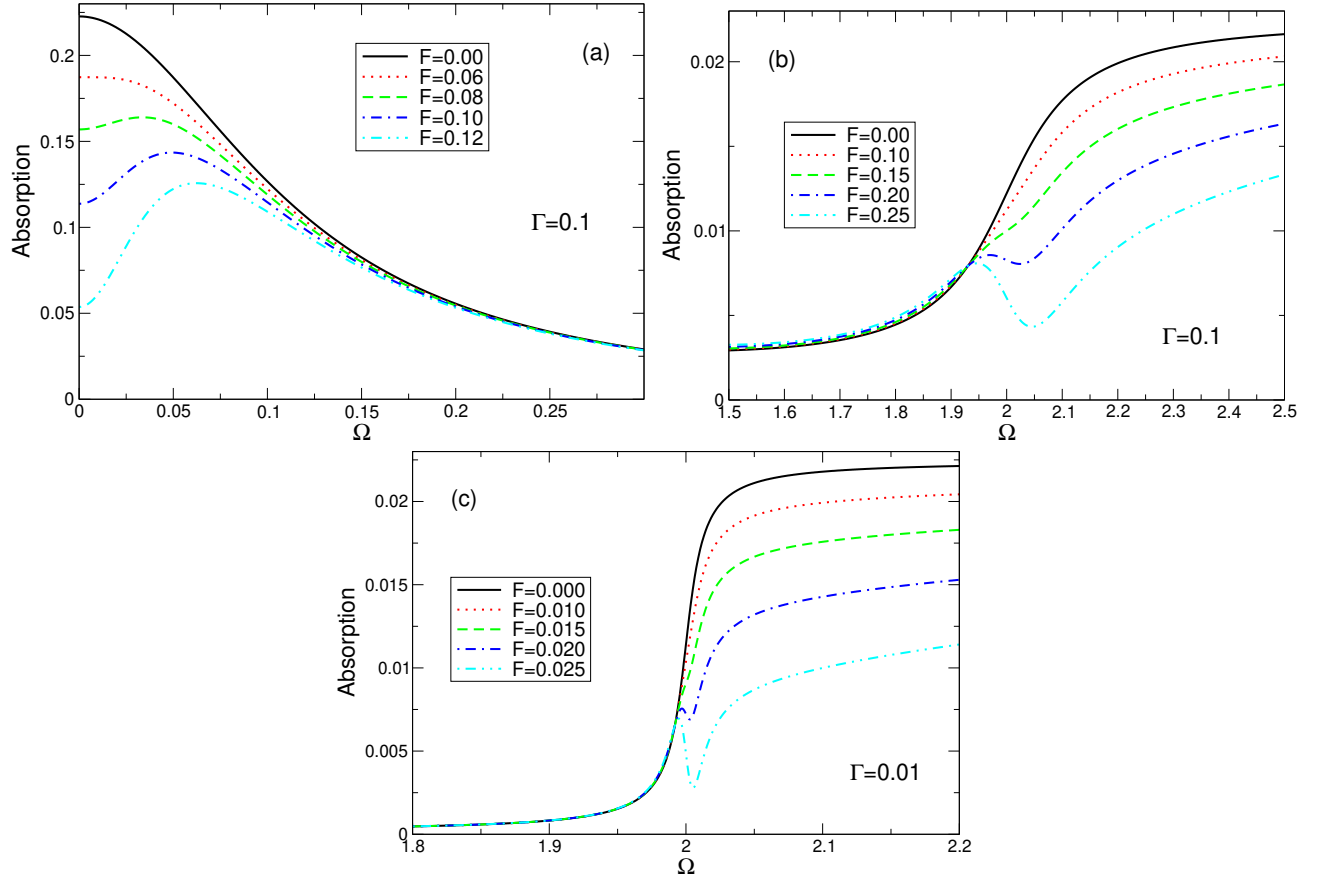 (a)
F=0.00
F=0.06
F=0.08
F=0.10
F=0.12
Γ=0.1
Absorption
0.2
0.15
0.1
0.05
0
0 0.05 0.1 0.15 0.2 0.25
Ω
(b)
F=0.00
F=0.10
F=0.15
F=0.20
F=0.25
Γ=0.1
Absorption
0.02
0.01
0
1.5 1.6 1.7 1.8 1.9 2 2.1 2.2 2.3 2.4 2.5
Ω
(c)
F=0.000
F=0.010
F=0.015
F=0.020
F=0.025
Γ=0.01
Absorption
0.02
0.015
0.01
0.005
0
1.8 1.9 2 2.1 2.2
Ω